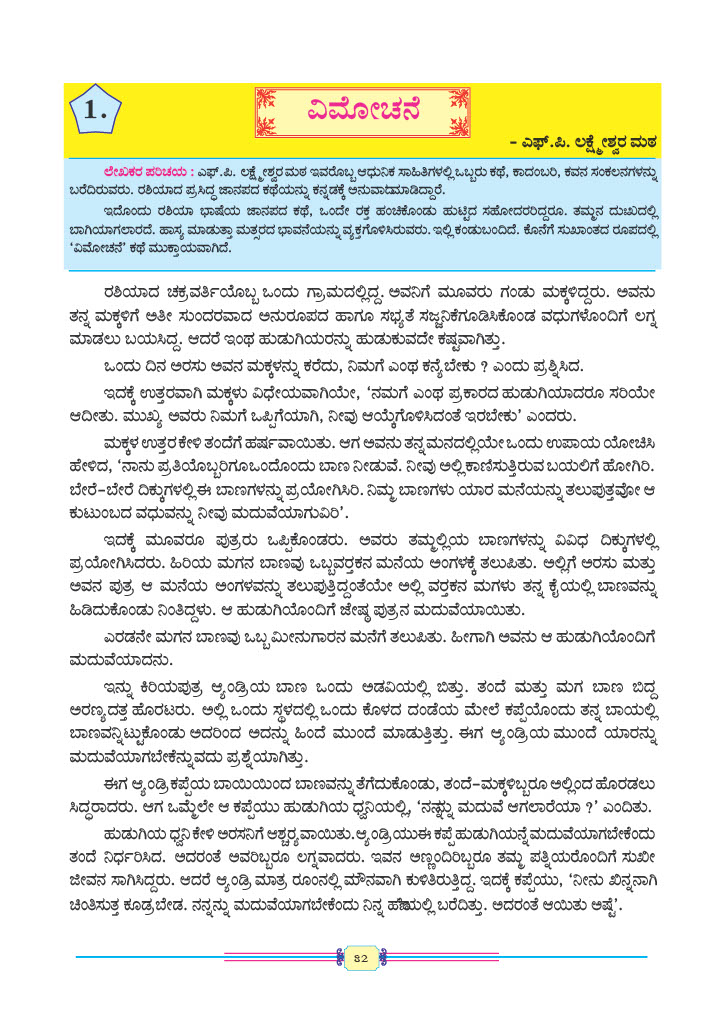 1.
ವಿಮೋಚನೆ
– ಎಫ್.ಪಿ. ಲಕ್ಷ್ಮೇಶ್ವರ ಮಠ
ಲೇಖಕರ ಪರಿಚಯ : ಎಫ್.ಪಿ. ಲಕ್ಷ್ಮೇಶ್ವರಮಠ ಇವರೊಬ್ಬ ಆಧುನಿಕ ಸಾಹಿತಿಗಳಲ್ಲಿ ಒಬ್ಬರು ಕಥೆ, ಕಾದಂಬರಿ, ಕವನ ಸಂಕಲನಗಳನ್ನು
ಬರೆದಿರುವರು. ರಶಿಯಾದ ಪ್ರಸಿದ್ಧ ಜಾನಪದ ಕಥೆಯನ್ನು ಕನ್ನಡಕ್ಕೆ ಅನುವಾದಮಾಡಿದ್ದಾರೆ.
ಇದೊಂದು ರಶಿಯಾ ಭಾಷೆಯ ಜಾನಪದ ಕಥೆ, ಒಂದೇ ರಕ್ತ ಹಂಚಿಕೊಂಡು ಹುಟ್ಟಿದ ಸಹೋದರರಿದ್ದರೂ. ತಮ್ಮನ ದುಃಖದಲ್ಲಿ
ಬಾಗಿಯಾಗಲಾರದೆ. ಹಾಸ್ಯ ಮಾಡುತ್ತಾ ಮತ್ಸರದ ಭಾವನೆಯನ್ನು ವ್ಯಕ್ತಗೊಳಿಸಿರುವರು. ಇಲ್ಲಿ ಕಂಡುಬಂದಿದೆ. ಕೊನೆಗೆ ಸುಖಾಂತದ ರೂಪದಲ್ಲಿ
'ವಿಮೋಚನೆ' ಕಥೆ ಮುಕ್ತಾಯವಾಗಿದೆ.
ರಶಿಯಾದ ಚಕ್ರವರ್ತಿಯೊಬ್ಬ ಒಂದು ಗ್ರಾಮದಲ್ಲಿದ್ದ. ಅವನಿಗೆ ಮೂವರು ಗಂಡು ಮಕ್ಕಳಿದ್ದರು. ಅವನು
ತನ್ನ ಮಕ್ಕಳಿಗೆ ಅತೀ ಸುಂದರವಾದ ಅನುರೂಪದ ಹಾಗೂ ಸಭ್ಯತೆ ಸಜ್ಜನಿಕೆಗೂಡಿಸಿಕೊಂಡ ವಧುಗಳೊಂದಿಗೆ ಲಗ್ನ
ಮಾಡಲು ಬಯಸಿದ್ದ. ಆದರೆ ಇಂಥ ಹುಡುಗಿಯರನ್ನು ಹುಡುಕುವದೇ ಕಷ್ಟವಾಗಿತ್ತು.
ಒಂದು ದಿನ ಅರಸು ಅವನ ಮಕ್ಕಳನ್ನು ಕರೆದು, ನಿಮಗೆ ಎಂಥ ಕನ್ಯೆಬೇಕು ? ಎಂದು ಪ್ರಶ್ನಿಸಿದ.
ಇದಕ್ಕೆ ಉತ್ತರವಾಗಿ ಮಕ್ಕಳು ವಿಧೇಯವಾಗಿಯೇ, 'ನಮಗೆ ಎಂಥ ಪ್ರಕಾರದ ಹುಡುಗಿಯಾದರೂ ಸರಿಯೇ
ಆದೀತು. ಮುಖ್ಯ ಅವರು ನಿಮಗೆ ಒಪ್ಪಿಗೆಯಾಗಿ, ನೀವು ಆಯ್ಕೆಗೊಳಿಸಿದಂತೆ ಇರಬೇಕು' ಎಂದರು.
ಮಕ್ಕಳ ಉತ್ತರ ಕೇಳಿ ತಂದೆಗೆ ಹರ್ಷವಾಯಿತು. ಆಗ ಅವನು ತನ್ನ ಮನದಲ್ಲಿಯೇ ಒಂದು ಉಪಾಯ ಯೋಚಿಸಿ
ಹೇಳಿದ, 'ನಾನು ಪ್ರತಿಯೊಬ್ಬರಿಗೂ ಒಂದೊಂದು ಬಾಣ ನೀಡುವೆ. ನೀವು ಅಲ್ಲಿ ಕಾಣಿಸುತ್ತಿರುವ ಬಯಲಿಗೆ ಹೋಗಿರಿ.
ಬೇರೆ–ಬೇರೆ ದಿಕ್ಕುಗಳಲ್ಲಿ ಈ ಬಾಣಗಳನ್ನು ಪ್ರಯೋಗಿಸಿರಿ. ನಿಮ್ಮ ಬಾಣಗಳು ಯಾರ ಮನೆಯನ್ನು ತಲುಪುತ್ತವೋ ಆ
ಕುಟುಂಬದ ವಧುವನ್ನು ನೀವು ಮದುವೆಯಾಗುವಿರಿ'.
ಇದಕ್ಕೆ ಮೂವರೂ ಪುತ್ರರು ಒಪ್ಪಿಕೊಂಡರು. ಅವರು ತಮ್ಮಲ್ಲಿಯ ಬಾಣಗಳನ್ನು ವಿವಿಧ ದಿಕ್ಕುಗಳಲ್ಲಿ
ಪ್ರಯೋಗಿಸಿದರು. ಹಿರಿಯ ಮಗನ ಬಾಣವು ಒಬ್ಬವರ್ತಕನ ಮನೆಯ ಅಂಗಳಕ್ಕೆ ತಲುಪಿತು. ಅಲ್ಲಿಗೆ ಅರಸು ಮತ್ತು
ಅವನ ಪುತ್ರ ಆ ಮನೆಯ ಅಂಗಳವನ್ನು ತಲುಪುತ್ತಿದ್ದಂತೆಯೇ ಅಲ್ಲಿ ವರ್ತಕನ ಮಗಳು ತನ್ನ ಕೈಯಲ್ಲಿ ಬಾಣವನ್ನು
ಹಿಡಿದುಕೊಂಡು ನಿಂತಿದ್ದಳು. ಆ ಹುಡುಗಿಯೊಂದಿಗೆ ಜೇಷ್ಠ ಪುತ್ರನ ಮದುವೆಯಾಯಿತು.
ಎರಡನೇ ಮಗನ ಬಾಣವು ಒಬ್ಬ ಮೀನುಗಾರನ ಮನೆಗೆ ತಲುಪಿತು. ಹೀಗಾಗಿ ಅವನು ಆ ಹುಡುಗಿಯೊಂದಿಗೆ
ಮದುವೆಯಾದನು.
ಇನ್ನು ಕಿರಿಯಪುತ್ರ ಆ್ಯಂಡ್ರಿಯ ಬಾಣ ಒಂದು ಅಡವಿಯಲ್ಲಿ ಬಿತ್ತು. ತಂದೆ ಮತ್ತು ಮಗ ಬಾಣ ಬಿದ್ದ
ಅರಣ್ಯದತ್ತ ಹೊರಟರು. ಅಲ್ಲಿ ಒಂದು ಸ್ಥಳದಲ್ಲಿ ಒಂದು ಕೊಳದ ದಂಡೆಯ ಮೇಲೆ ಕಪ್ಪೆಯೊಂದು ತನ್ನ ಬಾಯಲ್ಲಿ
ಬಾಣವನ್ನಿಟ್ಟುಕೊಂಡು ಅದರಿಂದ ಅದನ್ನು ಹಿಂದೆ ಮುಂದೆ ಮಾಡುತ್ತಿತ್ತು. ಈಗ ಆ್ಯಂಡ್ರಿಯ ಮುಂದೆ ಯಾರನ್ನು
ಮದುವೆಯಾಗಬೇಕೆನ್ನುವದು ಪ್ರಶ್ನೆಯಾಗಿತ್ತು.
ಈಗ ಆ್ಯಂಡ್ರಿ ಕಪ್ಪೆಯ ಬಾಯಿಯಿಂದ ಬಾಣವನ್ನು ತೆಗೆದುಕೊಂಡು, ತಂದೆ–ಮಕ್ಕಳಿಬ್ಬರೂ ಅಲ್ಲಿಂದ ಹೊರಡಲು
ಸಿದ್ಧರಾದರು. ಆಗ ಒಮ್ಮೆಲೇ ಆ ಕಪ್ಪೆಯು ಹುಡುಗಿಯ ಧ್ವನಿಯಲ್ಲಿ, 'ನನ್ನನ್ನು ಮದುವೆ ಆಗಲಾರೆಯಾ ?' ಎಂದಿತು.
ಹುಡುಗಿಯ ಧ್ವನಿ ಕೇಳಿ ಅರಸನಿಗೆ ಆಶ್ಚರ್ಯವಾಯಿತು. ಆ್ಯಂಡ್ರಿಯು ಈ ಕಪ್ಪೆ ಹುಡುಗಿಯನ್ನೆ ಮದುವೆಯಾಗಬೇಕೆಂದು
ತಂದೆ ನಿರ್ಧರಿಸಿದ. ಅದರಂತೆ ಅವರಿಬ್ಬರೂ ಲಗ್ನವಾದರು. ಇವನ ಅಣ್ಣಂದಿರಿಬ್ಬರೂ ತಮ್ಮ ಪತ್ನಿಯರೊಂದಿಗೆ ಸುಖೀ
ಜೀವನ ಸಾಗಿಸಿದ್ದರು. ಆದರೆ ಆ್ಯಂಡ್ರಿ ಮಾತ್ರ ರೂಂನಲ್ಲಿ ಮೌನವಾಗಿ ಕುಳಿತಿರುತ್ತಿದ್ದ. ಇದಕ್ಕೆ ಕಪ್ಪೆಯು, 'ನೀನು ಖಿನ್ನನಾಗಿ
ಚಿಂತಿಸುತ್ತ ಕೂಡ್ರಬೇಡ. ನನ್ನನ್ನು ಮದುವೆಯಾಗಬೇಕೆಂದು ನಿನ್ನ ಹಣೆಯಲ್ಲಿ ಬರೆದಿತ್ತು. ಅದರಂತೆ ಆಯಿತು ಅಷ್ಟೆ'.
೩೨